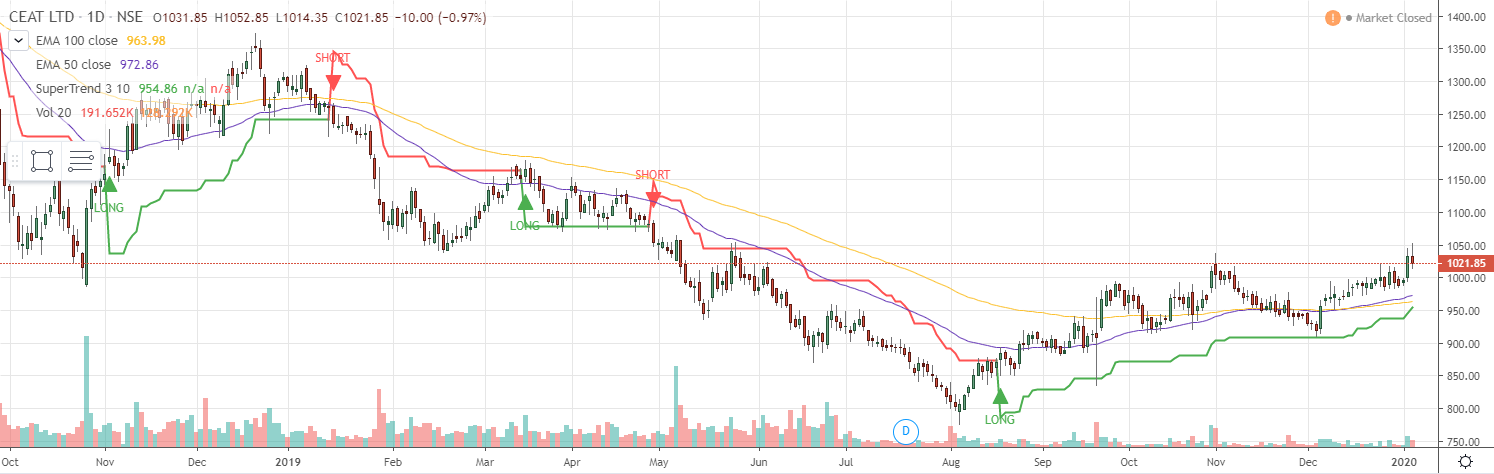 CEAT LTD · 1D · NSE O1031.85 H1052.85 L1014.35 C1021.85 −10.00 (−0.97%)
! ● Market Closed
EMA 100 close 963.98
EMA 50 close 972.86
SuperTrend 3 10 954.86 n/a n/a
Vol 20 191.652K
SHORT
LONG
LONG
SHORT
LONG
D
1400.00
1350.00
1300.00
1250.00
1200.00
1150.00
1100.00
1050.00
1021.85
1000.00
950.00
900.00
850.00
800.00
750.00
Oct Nov Dec 2019 Feb Mar Apr May Jun Jul Aug Sep Oct Nov Dec 2020